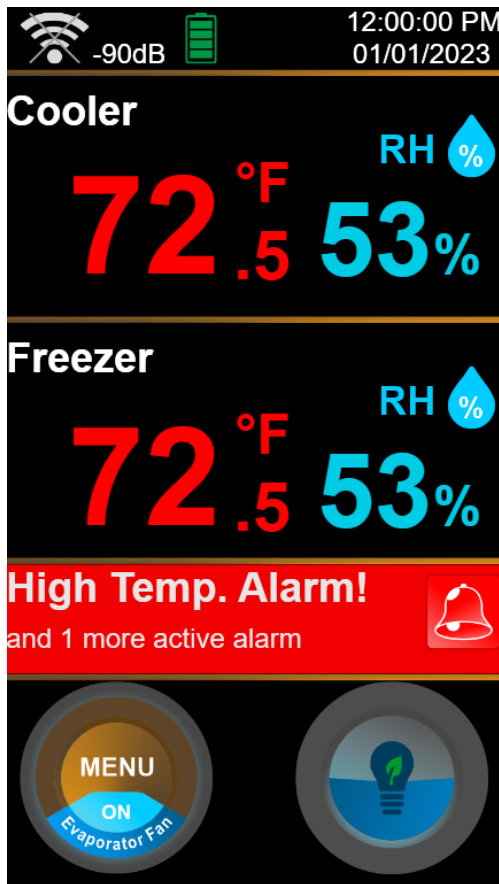 -90dB
12:00:00 PM
01/01/2023
Cooler
RH %
72.5 °F
53%
Freezer
RH %
72.5 °F
53%
High Temp. Alarm!
and 1 more active alarm
MENU
ON
Evaporator Fan